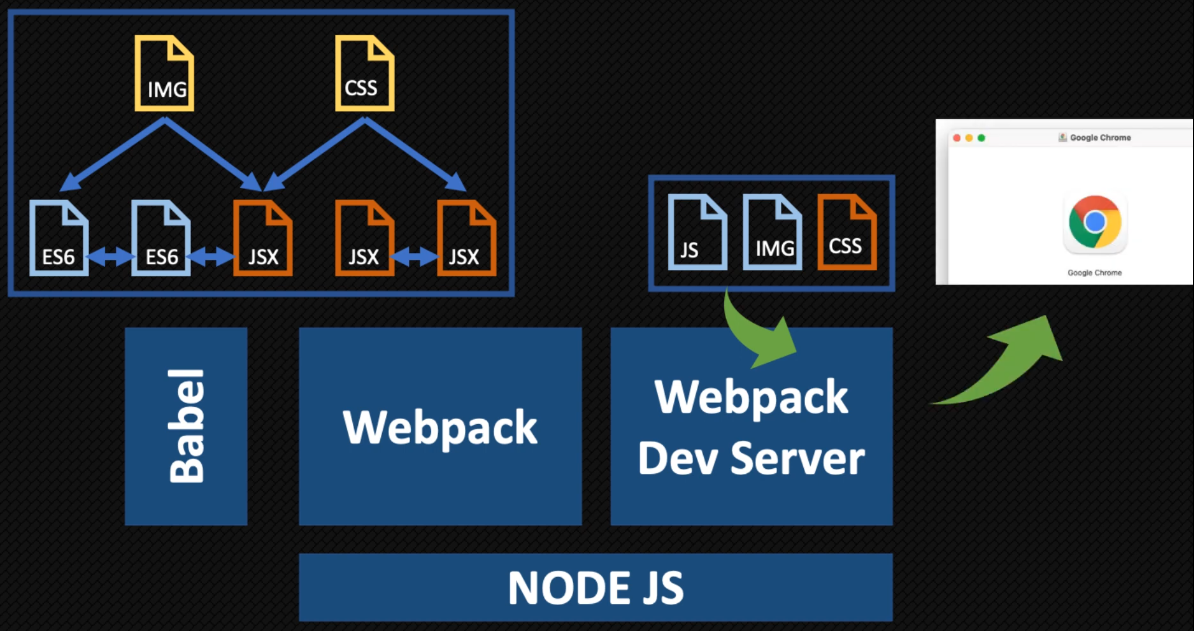 IMG
CSS
ES6
ES6
JSX
JSX
JSX
JS
IMG
CSS
Google Chrome
Google Chrome
Babel
Webpack
Webpack
Dev Server
NODE JS